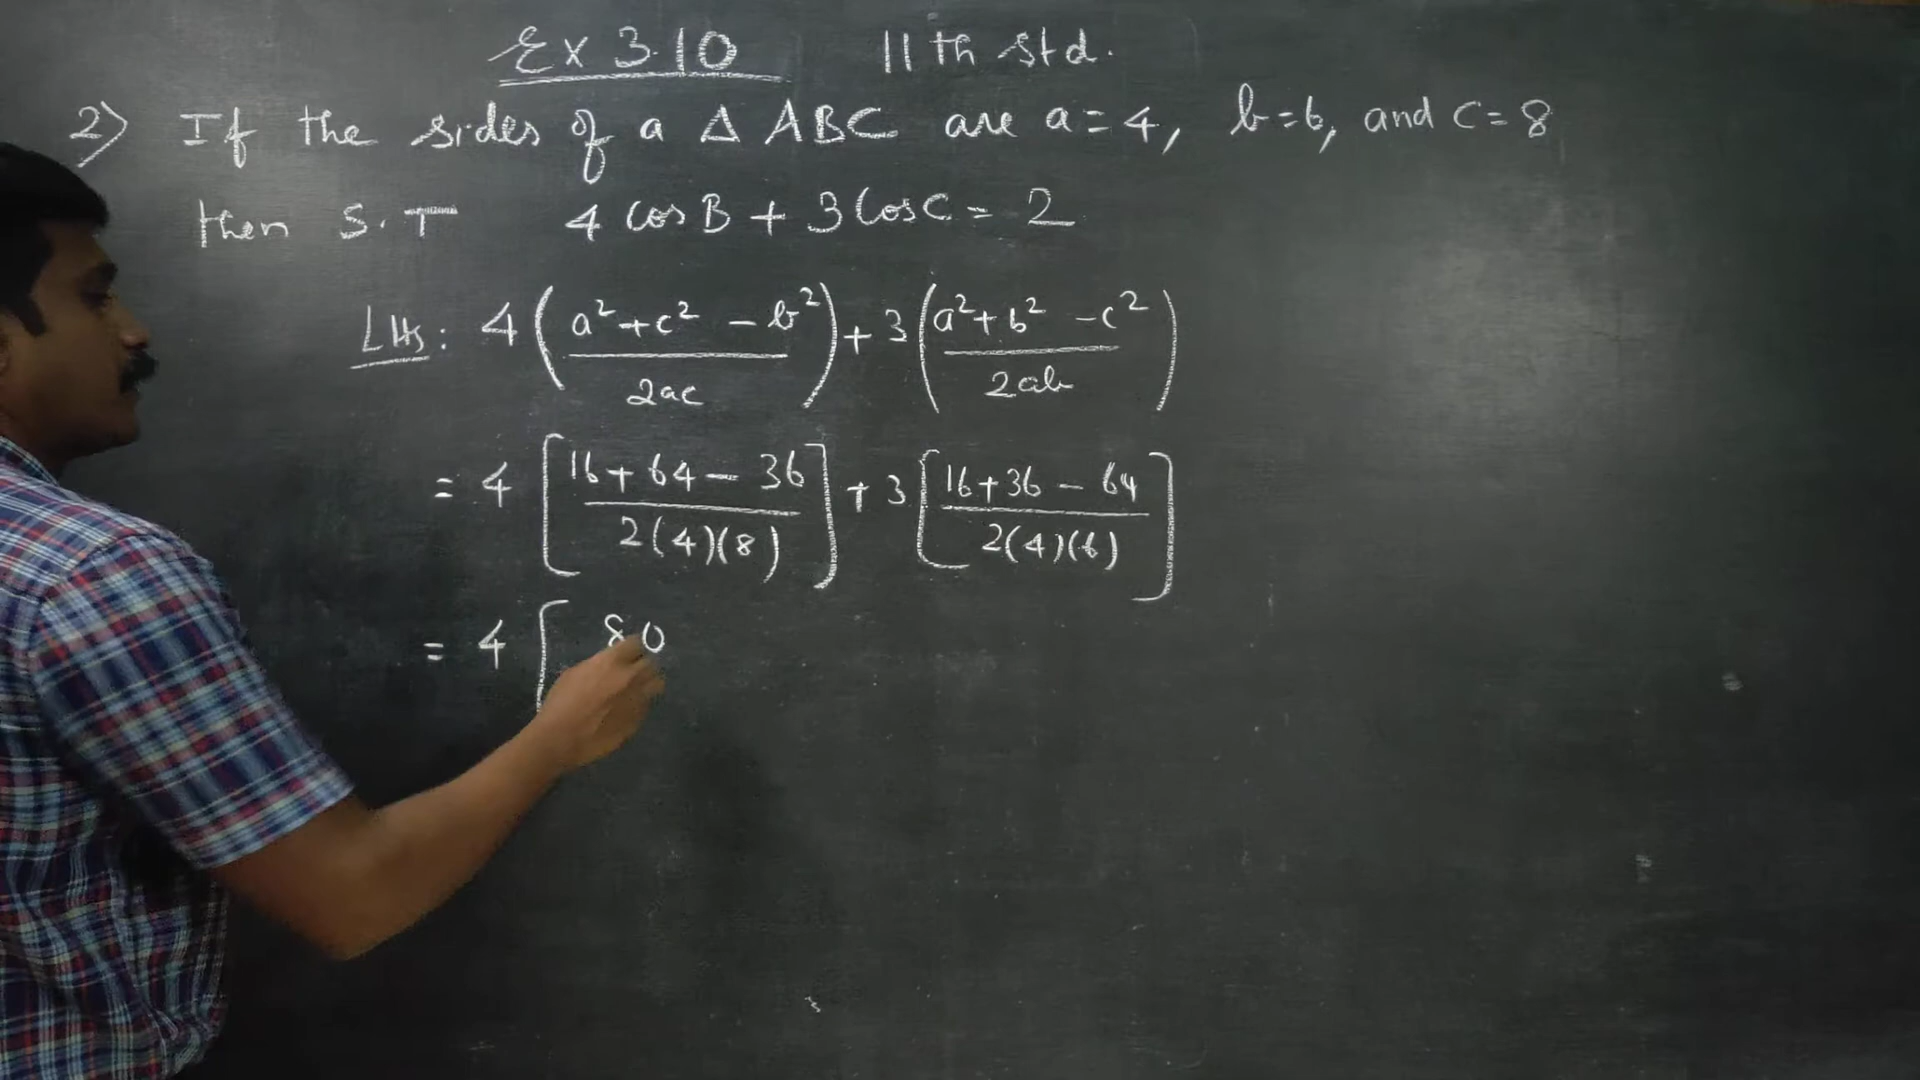 Ex 3.10 11th std.
2) If the sides of a Δ ABC are a=4, b=6, and c=8
then S.T 4 cos B + 3 cos C = 2
LHS: 4 ( (a² + c² - b²) / 2ac ) + 3 ( (a² + b² - c²) / 2ab )
= 4 [ (16 + 64 - 36) / 2(4)(8) ] + 3 [ (16 + 36 - 64) / 2(4)(6) ]
= 4 [ 80